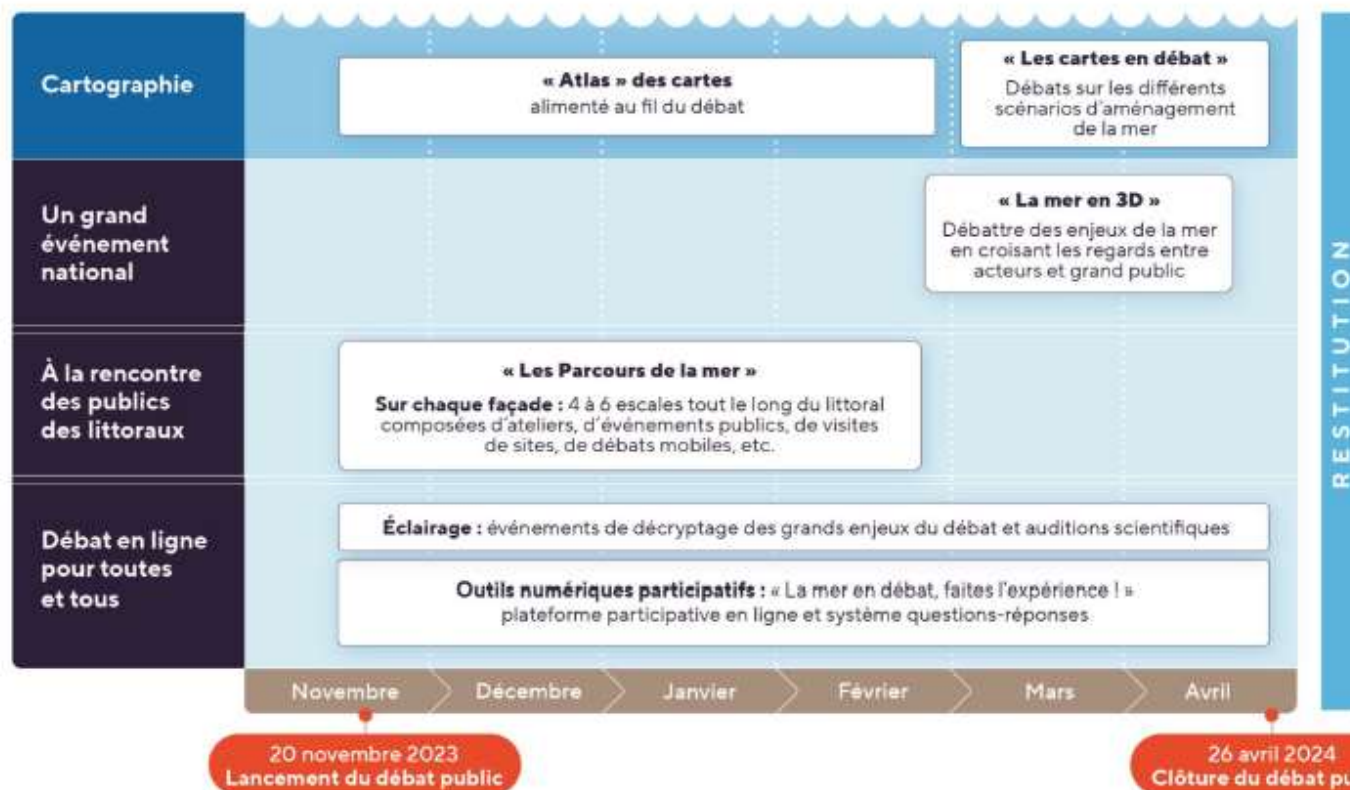 Cartographie
« Atlas » des cartes
alimenté au fil du débat
« Les cartes en débat »
Débats sur les différents
scénarios d'aménagement
de la mer
Un grand
événement
national
« La mer en 3D »
Débattre des enjeux de la mer
en croisant les regards entre
acteurs et grand public
À la rencontre
des publics
des littoraux
« Les Parcours de la mer »
Sur chaque façade : 4 à 6 escales tout le long du littoral
composées d'ateliers, d'événements publics, de visites
de sites, de débats mobiles, etc.
Débat en ligne
pour toutes
et tous
Éclairage : événements de décryptage des grands enjeux du débat et auditions scientifiques
Outils numériques participatifs : « La mer en débat, faites l'expérience ! »
plateforme participative en ligne et système questions-réponses
RESTITUTION
Novembre
Décembre
Janvier
Février
Mars
Avril
20 novembre 2023
Lancement du débat public
26 avril 2024
Clôture du débat pu